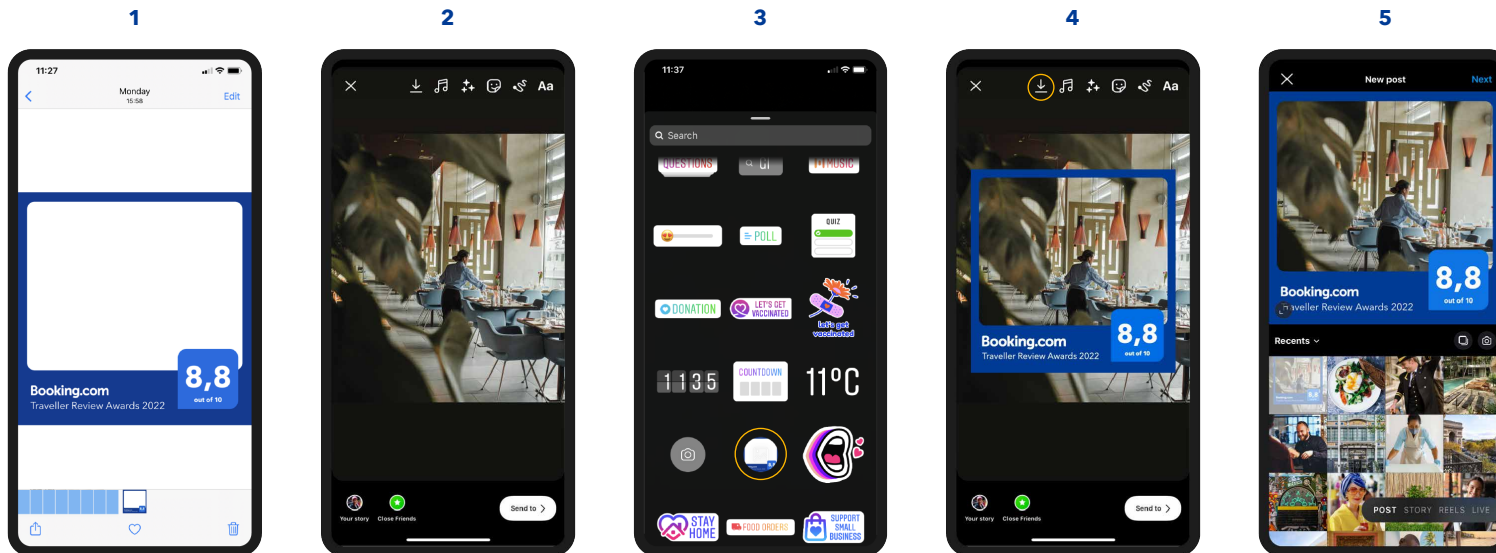 1
2
3
4
5
11:27
Monday
15:58
Edit
8,8
out of 10
Booking.com
Traveller Review Awards 2022
Aa
Your story
Close Friends
Send to
11:37
Search
QUESTIONS
GI
MUSIC
POLL
QUIZ
DONATION
LET'S GET
VACCINATED
let's get
vaccinated
1135
COUNTDOWN
11°C
STAY
HOME
FOOD ORDERS
SUPPORT
SMALL
BUSINESS
Aa
8,8
out of 10
Booking.com
Traveller Review Awards 2022
Your story
Close Friends
Send to
New post
Next
8,8
out of 10
Booking.com
aveller Review Awards 2022
Recents
POST STORY REELS LIVE